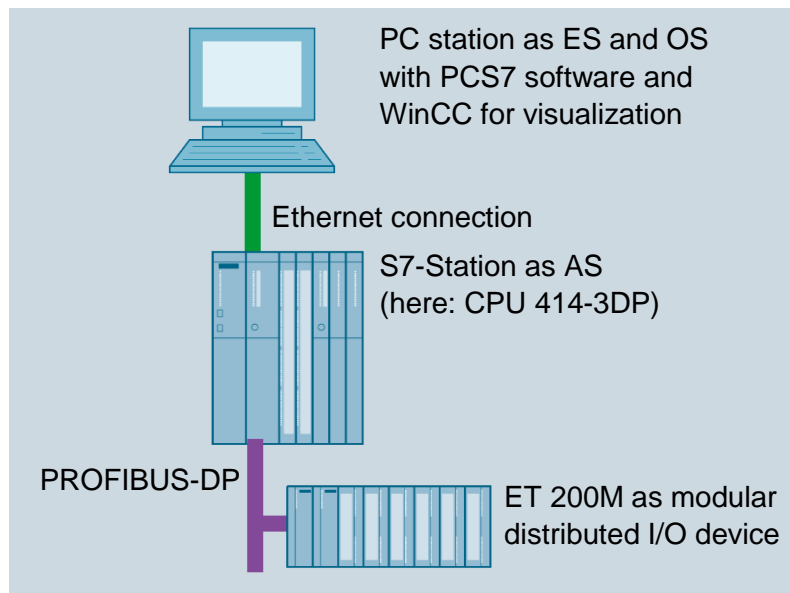 PC station as ES and OS
with PCS7 software and
WinCC for visualization
Ethernet connection
S7-Station as AS
(here: CPU 414-3DP)
PROFIBUS-DP
ET 200M as modular
distributed I/O device